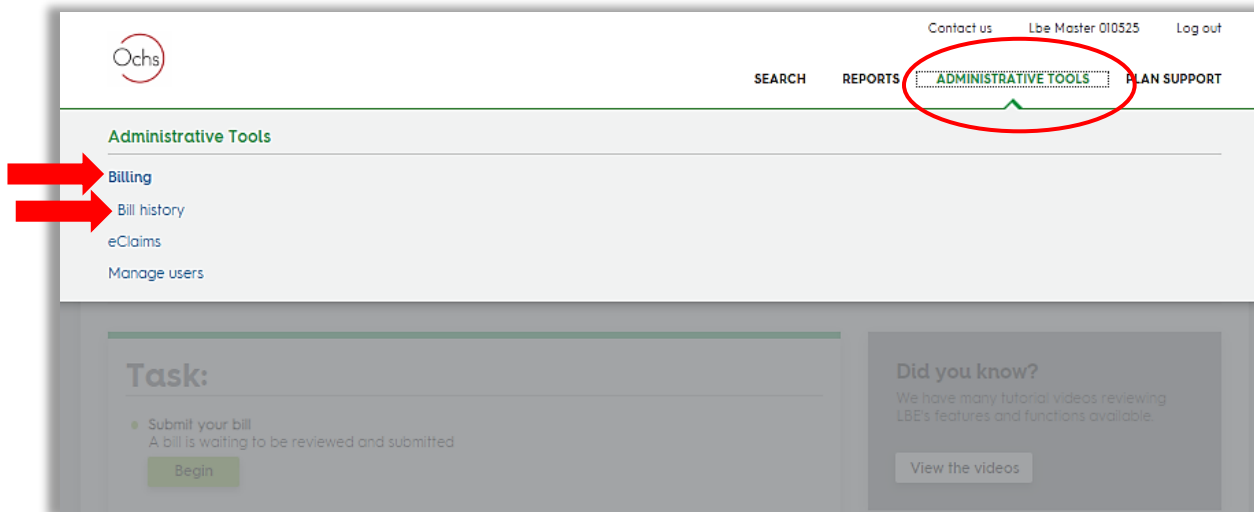 Contact us Lbe Master 010525 Log out
Ochs
SEARCH REPORTS ADMINISTRATIVE TOOLS PLAN SUPPORT
Administrative Tools
Billing
Bill history
eClaims
Manage users
Task:
Submit your bill
A bill is waiting to be reviewed and submitted
Begin
Did you know?
We have many tutorial videos reviewing
LBE's features and functions available.
View the videos